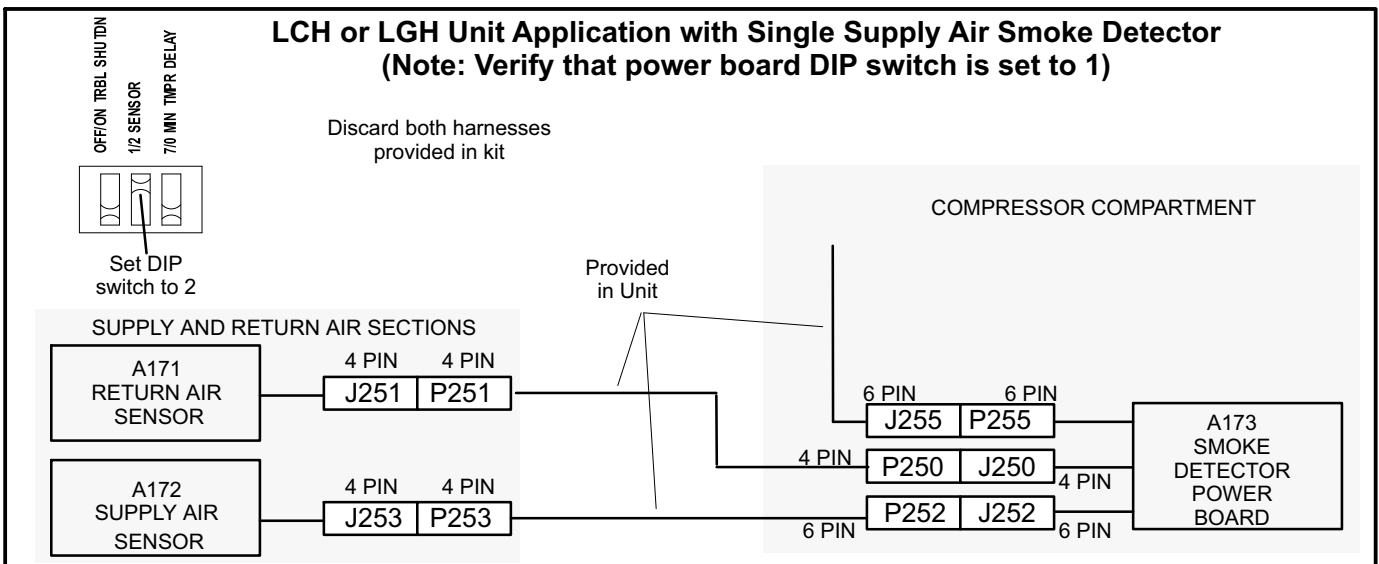 LCH or LGH Unit Application with Single Supply Air Smoke Detector
(Note: Verify that power board DIP switch is set to 1)
OFF/ON TRBL SHUTDN
1/2 SENSOR
7/0 MIN TMPR DELAY
Discard both harnesses
provided in kit
Set DIP
switch to 2
Provided
in Unit
COMPRESSOR COMPARTMENT
SUPPLY AND RETURN AIR SECTIONS
A171
RETURN AIR
SENSOR
4 PIN 4 PIN
J251 P251
A172
SUPPLY AIR
SENSOR
4 PIN 4 PIN
J253 P253
6 PIN 6 PIN
J255 P255
4 PIN P250 J250 4 PIN
6 PIN P252 J252 6 PIN
A173
SMOKE
DETECTOR
POWER
BOARD